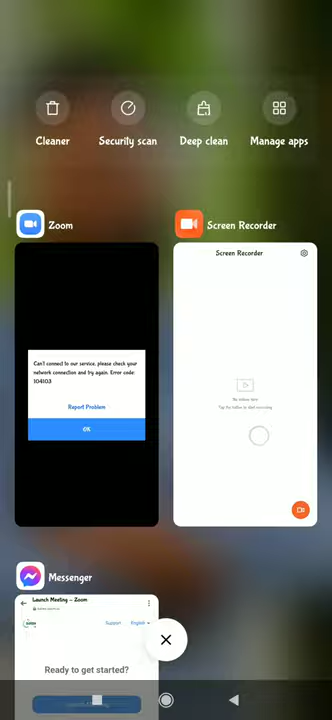 Cleaner
Security scan
Deep clean
Manage apps
Zoom
Screen Recorder
Can't connect to our service, please check your
network connection and try again. Error code:
104103
Report Problem
OK
Screen Recorder
No videos here
Tap the button to start recording
Messenger
Launch Meeting - Zoom
Support
English
Ready to get started?